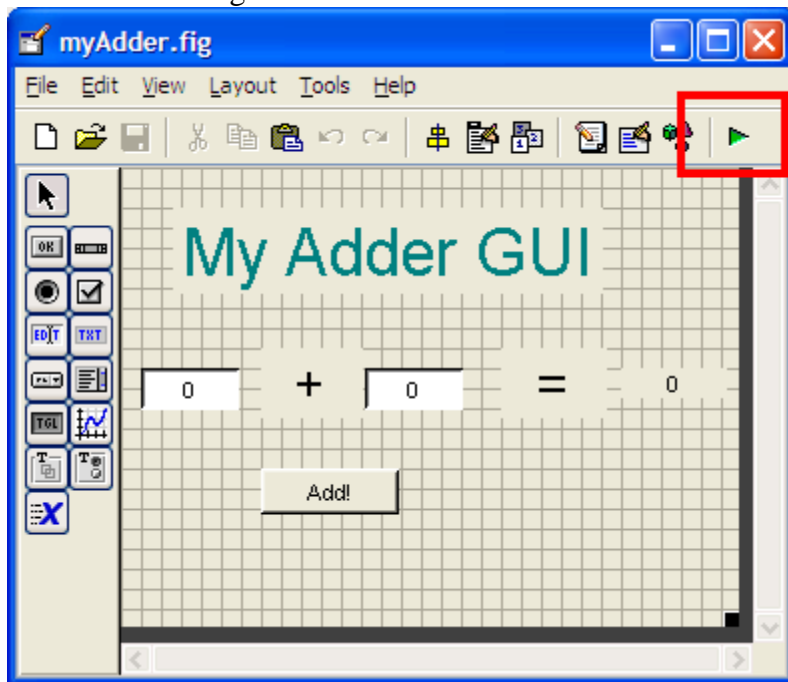 myAdder.fig
File Edit View Layout Tools Help
My Adder GUI
OK
EDIT TXT
0 + 0 = 0
TGL
T T
X
Add!